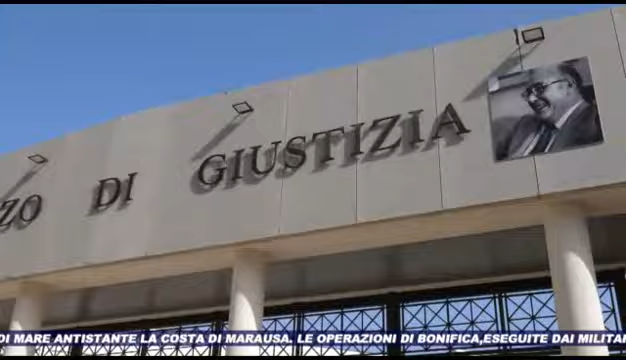 ZO DI GIUSTIZIA
DI MARE ANTISTANTE LA COSTA DI MARAUSA. LE OPERAZIONI DI BONIFICA,ESEGUITE DAI MILITA